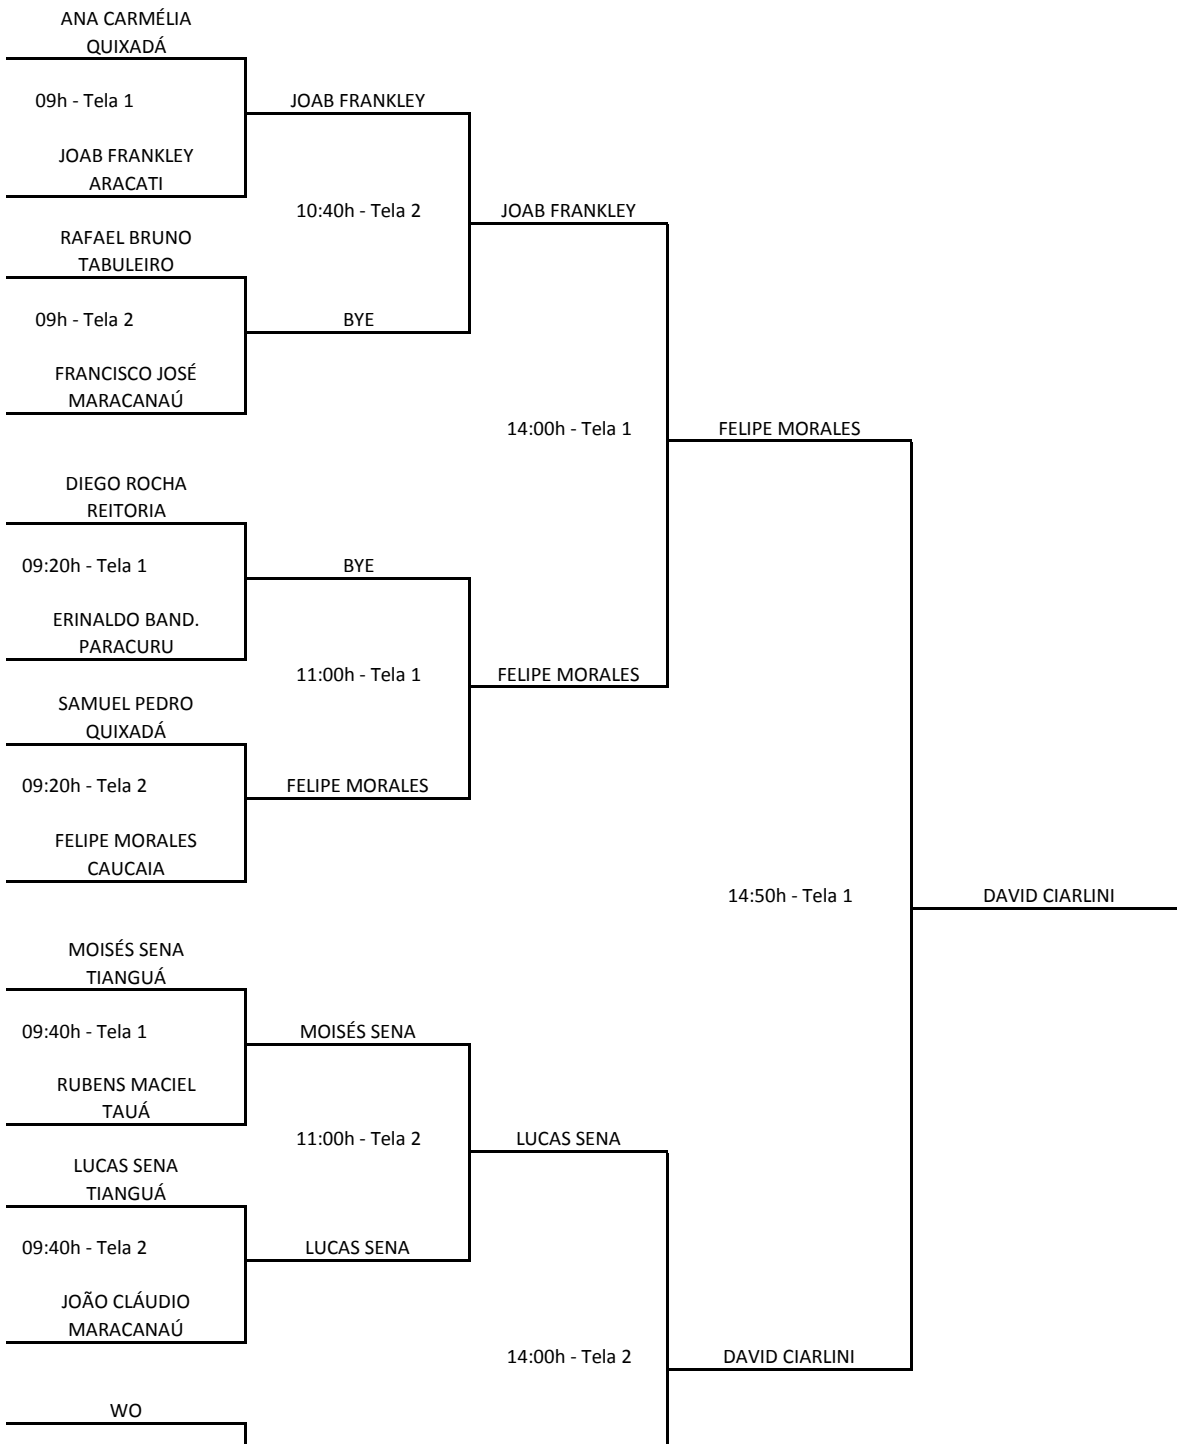 ANA CARMÉLIA
QUIXADÁ
09h - Tela 1
JOAB FRANKLEY
JOAB FRANKLEY
ARACATI
10:40h - Tela 2
JOAB FRANKLEY
RAFAEL BRUNO
TABULEIRO
09h - Tela 2
BYE
FRANCISCO JOSÉ
MARACANAÚ
14:00h - Tela 1
FELIPE MORALES
DIEGO ROCHA
REITORIA
09:20h - Tela 1
BYE
ERINALDO BAND.
PARACURU
11:00h - Tela 1
FELIPE MORALES
SAMUEL PEDRO
QUIXADÁ
09:20h - Tela 2
FELIPE MORALES
FELIPE MORALES
CAUCAIA
14:50h - Tela 1
DAVID CIARLINI
MOISÉS SENA
TIANGUÁ
09:40h - Tela 1
MOISÉS SENA
RUBENS MACIEL
TAUÁ
11:00h - Tela 2
LUCAS SENA
LUCAS SENA
TIANGUÁ
09:40h - Tela 2
LUCAS SENA
JOÃO CLÁUDIO
MARACANAÚ
14:00h - Tela 2
DAVID CIARLINI
WO